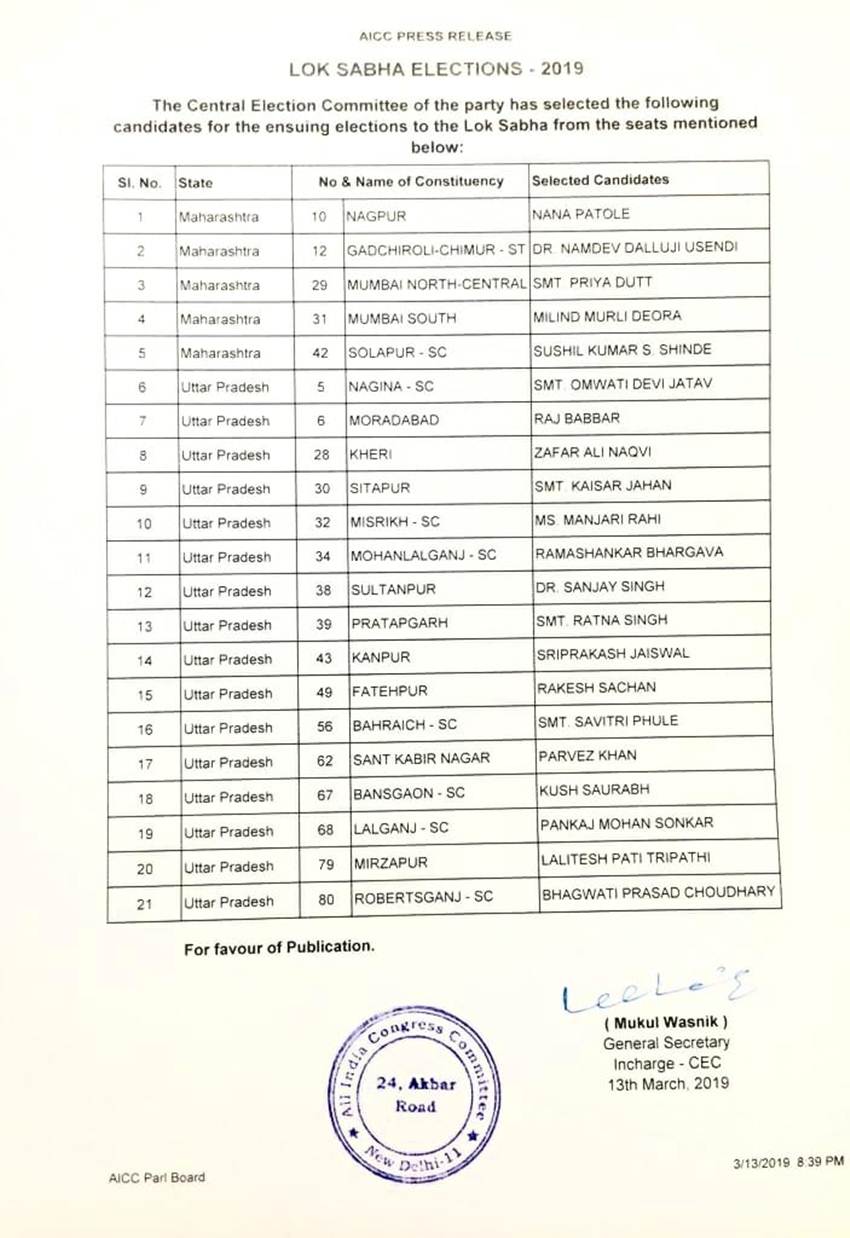 AICC PRESS RELEASE
LOK SABHA ELECTIONS - 2019
The Central Election Committee of the party has selected the following
candidates for the ensuing elections to the Lok Sabha from the seats mentioned
below:
Sl. No. State No & Name of Constituency Selected Candidates
1 Maharashtra 10 NAGPUR NANA PATOLE
2 Maharashtra 12 GADCHIROLI-CHIMUR - ST DR. NAMDEV DALLUJI USENDI
3 Maharashtra 29 MUMBAI NORTH-CENTRAL SMT. PRIYA DUTT
4 Maharashtra 31 MUMBAI SOUTH MILIND MURLI DEORA
5 Maharashtra 42 SOLAPUR - SC SUSHIL KUMAR S. SHINDE
6 Uttar Pradesh 5 NAGINA - SC SMT. OMWATI DEVI JATAV
7 Uttar Pradesh 6 MORADABAD RAJ BABBAR
8 Uttar Pradesh 28 KHERI ZAFAR ALI NAQVI
9 Uttar Pradesh 30 SITAPUR SMT. KAISAR JAHAN
10 Uttar Pradesh 32 MISRIKH - SC MS. MANJARI RAHI
11 Uttar Pradesh 34 MOHANLALGANJ - SC RAMASHANKAR BHARGAVA
12 Uttar Pradesh 38 SULTANPUR DR. SANJAY SINGH
13 Uttar Pradesh 39 PRATAPGARH SMT. RATNA SINGH
14 Uttar Pradesh 43 KANPUR SRIPRAKASH JAISWAL
15 Uttar Pradesh 49 FATEHPUR RAKESH SACHAN
16 Uttar Pradesh 56 BAHRAICH - SC SMT. SAVITRI PHULE
17 Uttar Pradesh 62 SANT KABIR NAGAR PARVEZ KHAN
18 Uttar Pradesh 67 BANSGAON - SC KUSH SAURABH
19 Uttar Pradesh 68 LALGANJ - SC PANKAJ MOHAN SONKAR
20 Uttar Pradesh 79 MIRZAPUR LALITESH PATI TRIPATHI
21 Uttar Pradesh 80 ROBERTSGANJ - SC BHAGWATI PRASAD CHOUDHARY
For favour of Publication.
( Mukul Wasnik )
General Secretary
Incharge - CEC
13th March, 2019
All India Congress Committee
24, Akbar
Road
New Delhi-11
AICC Parl Board
3/13/2019 8:39 PM